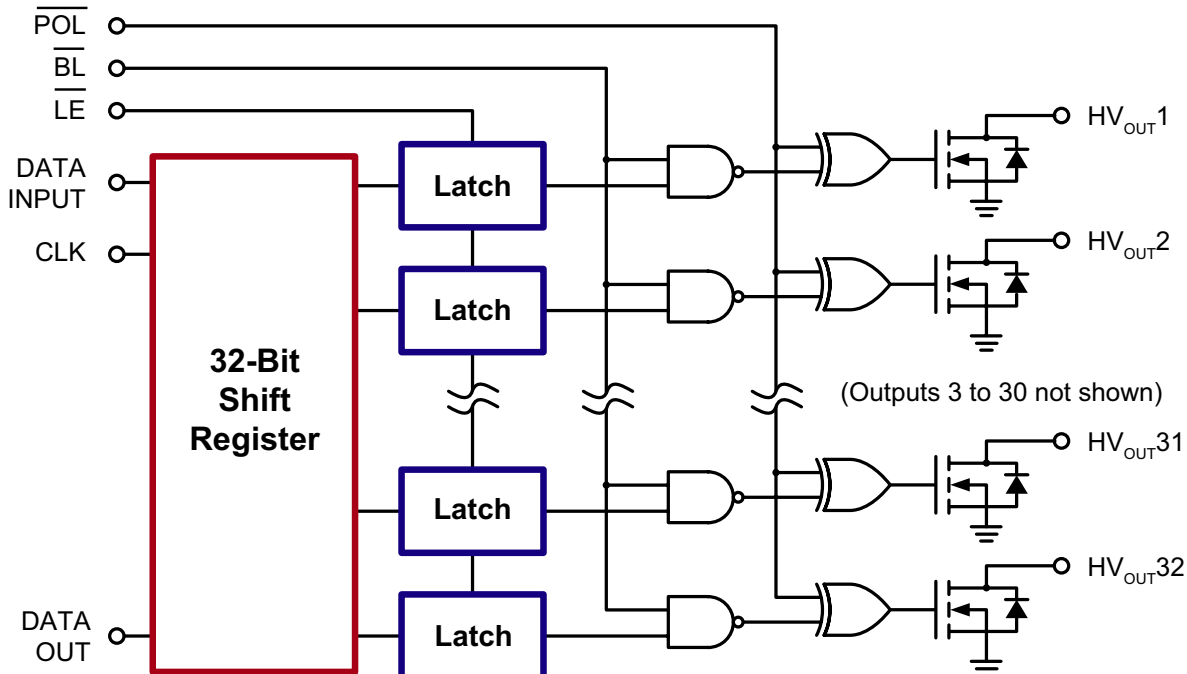 POL
BL
LE
DATA
INPUT
CLK
DATA
OUT
32-Bit
Shift
Register
Latch
Latch
Latch
Latch
HVOUT1
HVOUT2
(Outputs 3 to 30 not shown)
HVOUT31
HVOUT32